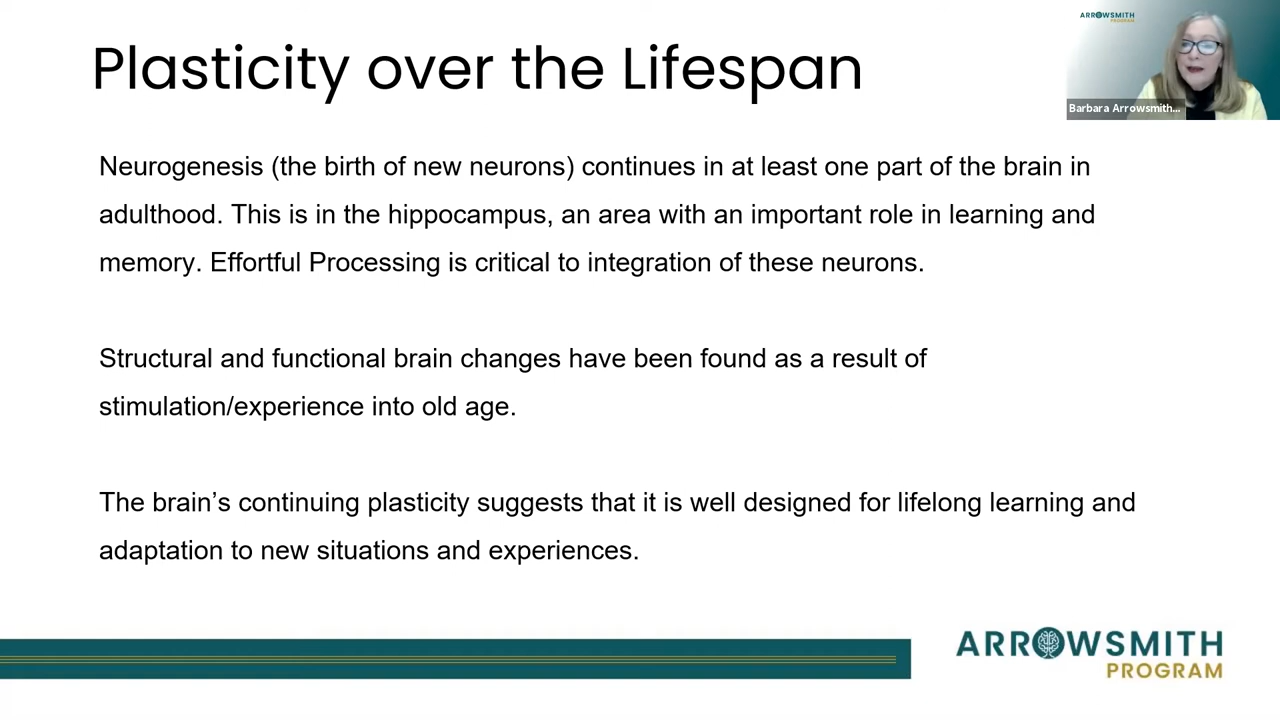 Plasticity over the Lifespan
ARROWSMITH
PROGRAM
Barbara Arrowsmith...
Neurogenesis (the birth of new neurons) continues in at least one part of the brain in
adulthood. This is in the hippocampus, an area with an important role in learning and
memory. Effortful Processing is critical to integration of these neurons.
Structural and functional brain changes have been found as a result of
stimulation/experience into old age.
The brain’s continuing plasticity suggests that it is well designed for lifelong learning and
adaptation to new situations and experiences.
ARROWSMITH
PROGRAM